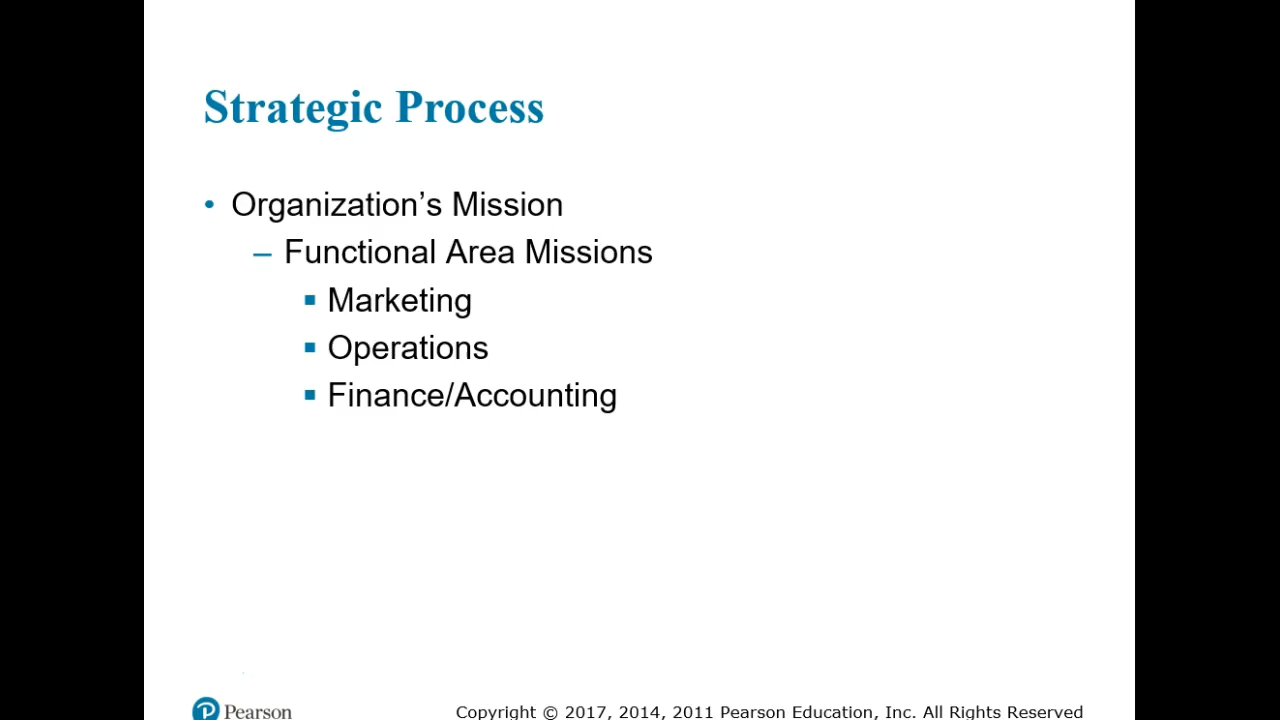 Strategic Process
• Organization’s Mission
– Functional Area Missions
▪ Marketing
▪ Operations
▪ Finance/Accounting
Pearson
Copyright © 2017, 2014, 2011 Pearson Education, Inc. All Rights Reserved